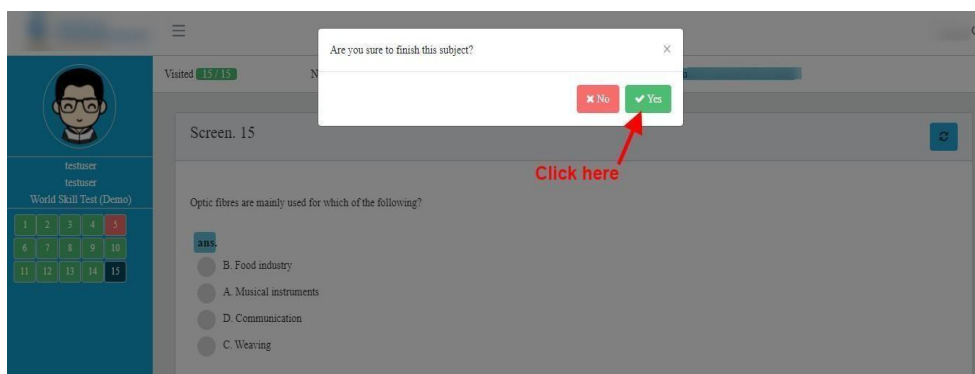 Are you sure to finish this subject? ×
Visited 15 / 15
No Yes
Screen. 15
Click here
testuser
testuser
World Skill Test (Demo)
1 2 3 4 5
6 7 8 9 10
11 12 13 14 15
Optic fibres are mainly used for which of the following?
ans.
B. Food industry
A. Musical instruments
D. Communication
C. Weaving